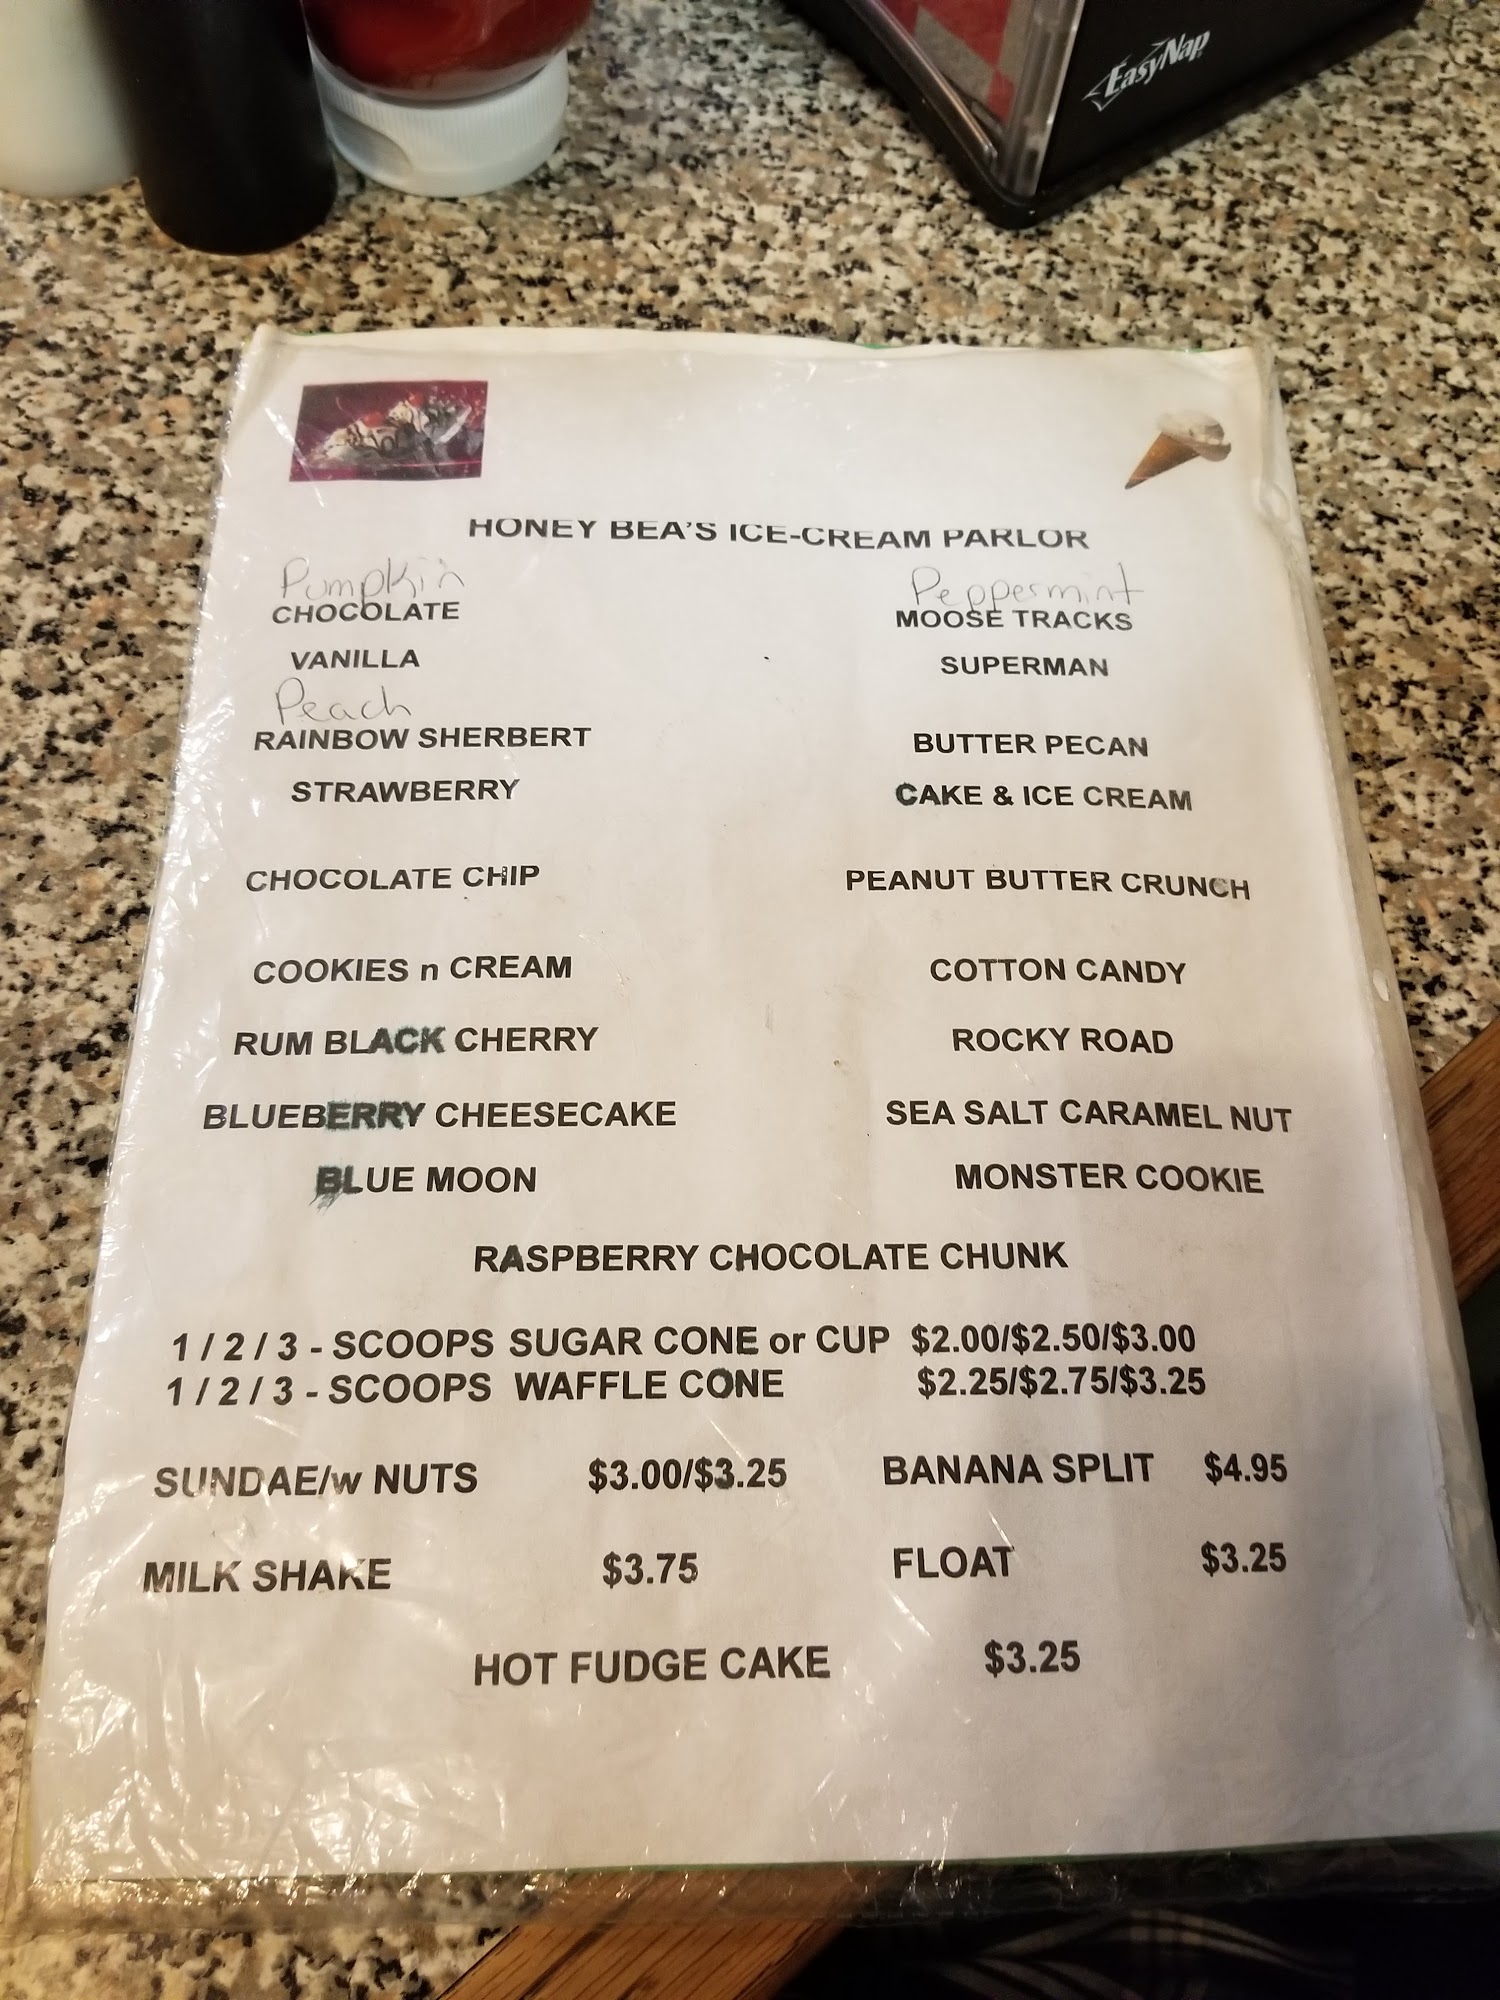 EasyNap
HONEY BEA'S ICE-CREAM PARLOR
Pumpkin Peppermint
CHOCOLATE MOOSE TRACKS
VANILLA SUPERMAN
Peach
RAINBOW SHERBERT BUTTER PECAN
STRAWBERRY CAKE & ICE CREAM
CHOCOLATE CHIP PEANUT BUTTER CRUNCH
COOKIES n CREAM COTTON CANDY
RUM BLACK CHERRY ROCKY ROAD
BLUEBERRY CHEESECAKE SEA SALT CARAMEL NUT
BLUE MOON MONSTER COOKIE
RASPBERRY CHOCOLATE CHUNK
1 / 2 / 3 - SCOOPS SUGAR CONE or CUP $2.00/$2.50/$3.00
1 / 2 / 3 - SCOOPS WAFFLE CONE $2.25/$2.75/$3.25
SUNDAE/w NUTS $3.00/$3.25 BANANA SPLIT $4.95
MILK SHAKE $3.75 FLOAT $3.25
HOT FUDGE CAKE $3.25